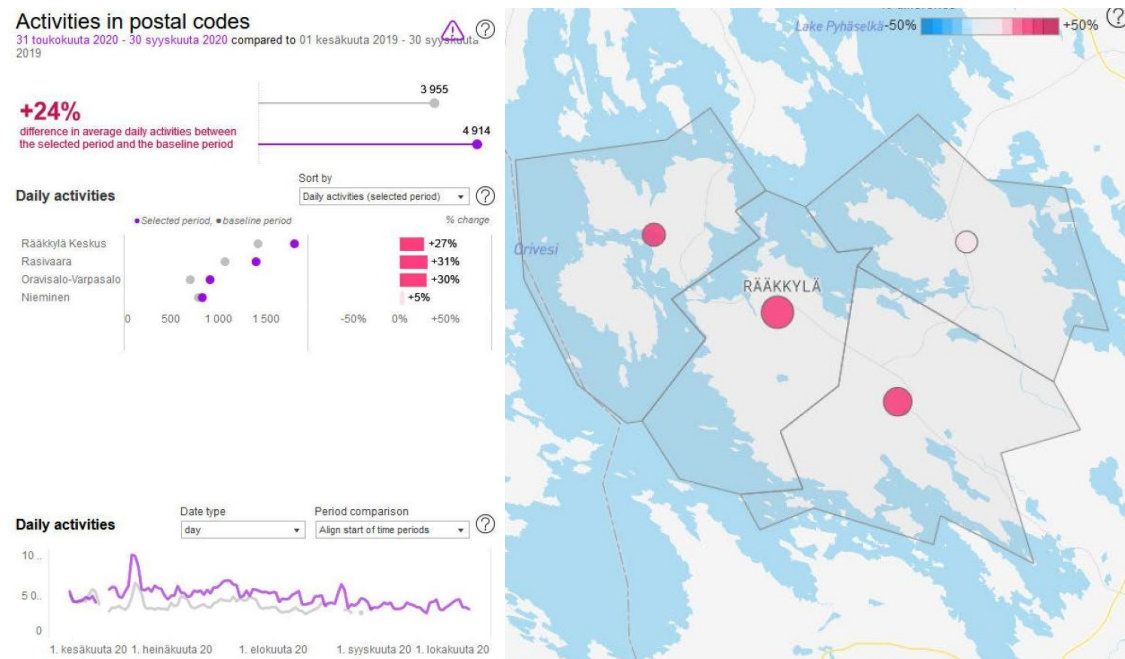 Activities in postal codes
31 toukokuuta 2020 - 30 syyskuuta 2020 compared to 01 kesäkuuta 2019 - 30 syyskuuta
2019
+24%
difference in average daily activities between
the selected period and the baseline period
3 955
4 914
Daily activities
Sort by
Daily activities (selected period)
Selected period, baseline period
% change
Rääkkylä Keskus +27%
Rasivaara +31%
Oravisalo-Varpasalo +30%
Nieminen +5%
0 500 1 000 1 500 -50% 0% +50%
Daily activities
Date type
day
Period comparison
Align start of time periods
10 ..
5 0..
0
1. kesäkuuta 20 1. heinäkuuta 20 1. elokuuta 20 1. syyskuuta 20 1. lokakuuta 20
Lake Pyhäselkä
-50% +50%
Orivesi
RÄÄKKYLÄ